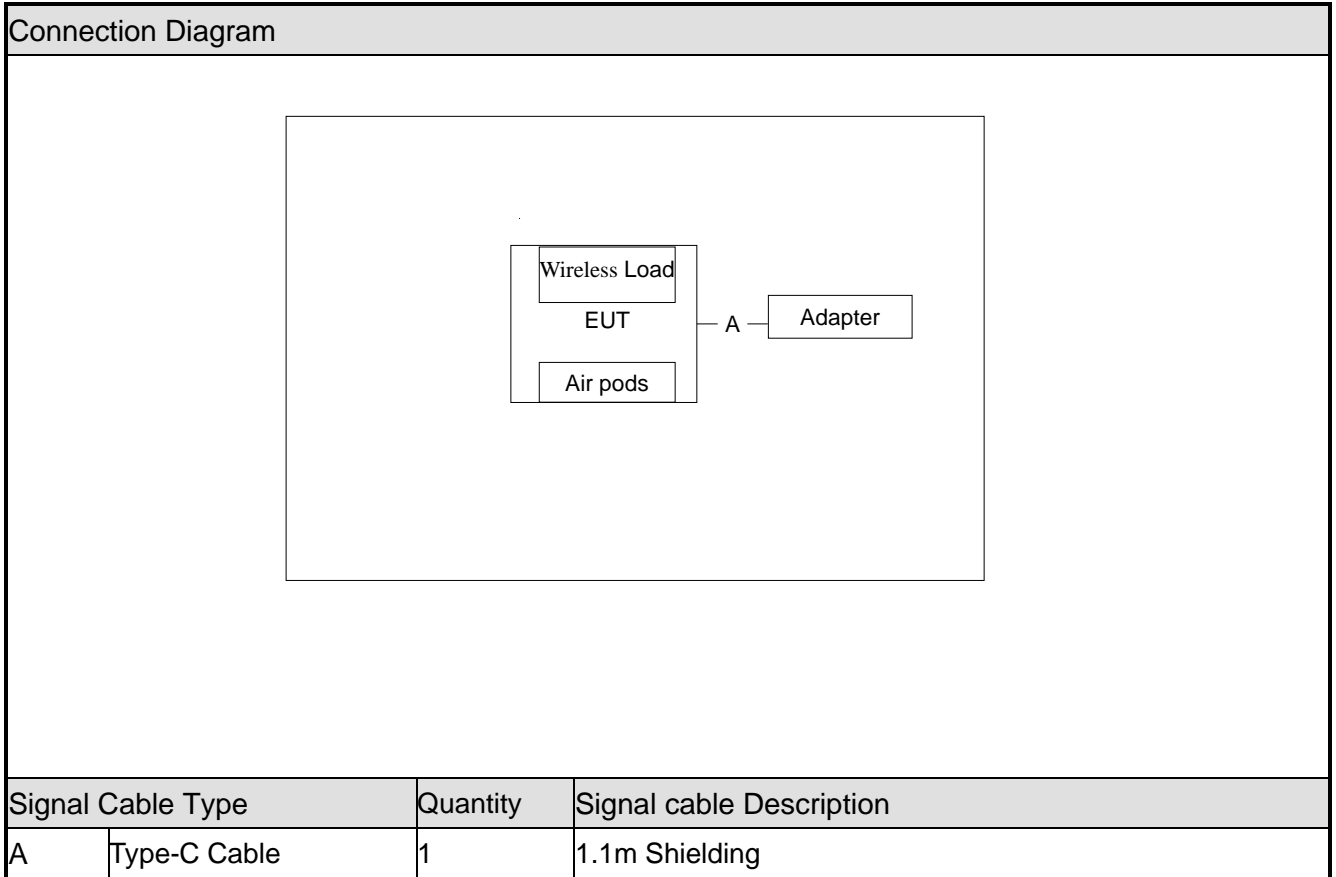 Connection Diagram
Wireless Load
EUT
A
Adapter
Air pods
Signal Cable Type Quantity Signal cable Description
A Type-C Cable 1 1.1m Shielding